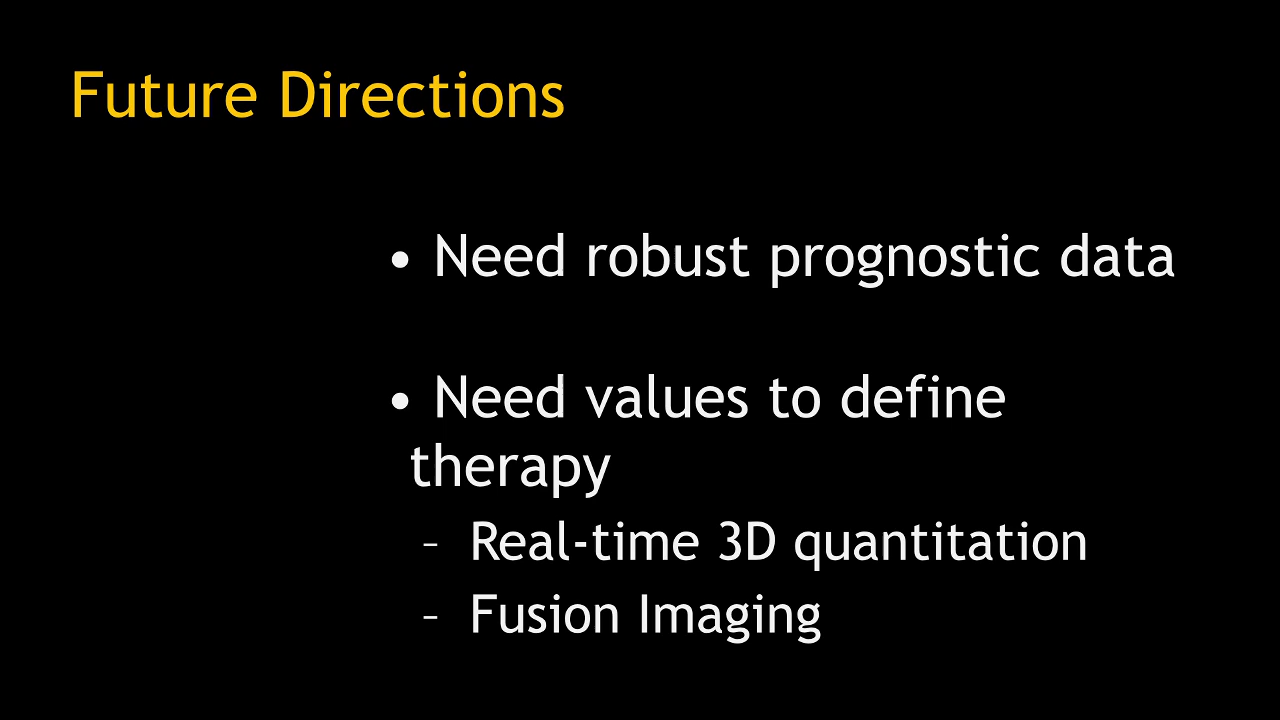 Future Directions
• Need robust prognostic data
• Need values to define
therapy
– Real-time 3D quantitation
– Fusion Imaging